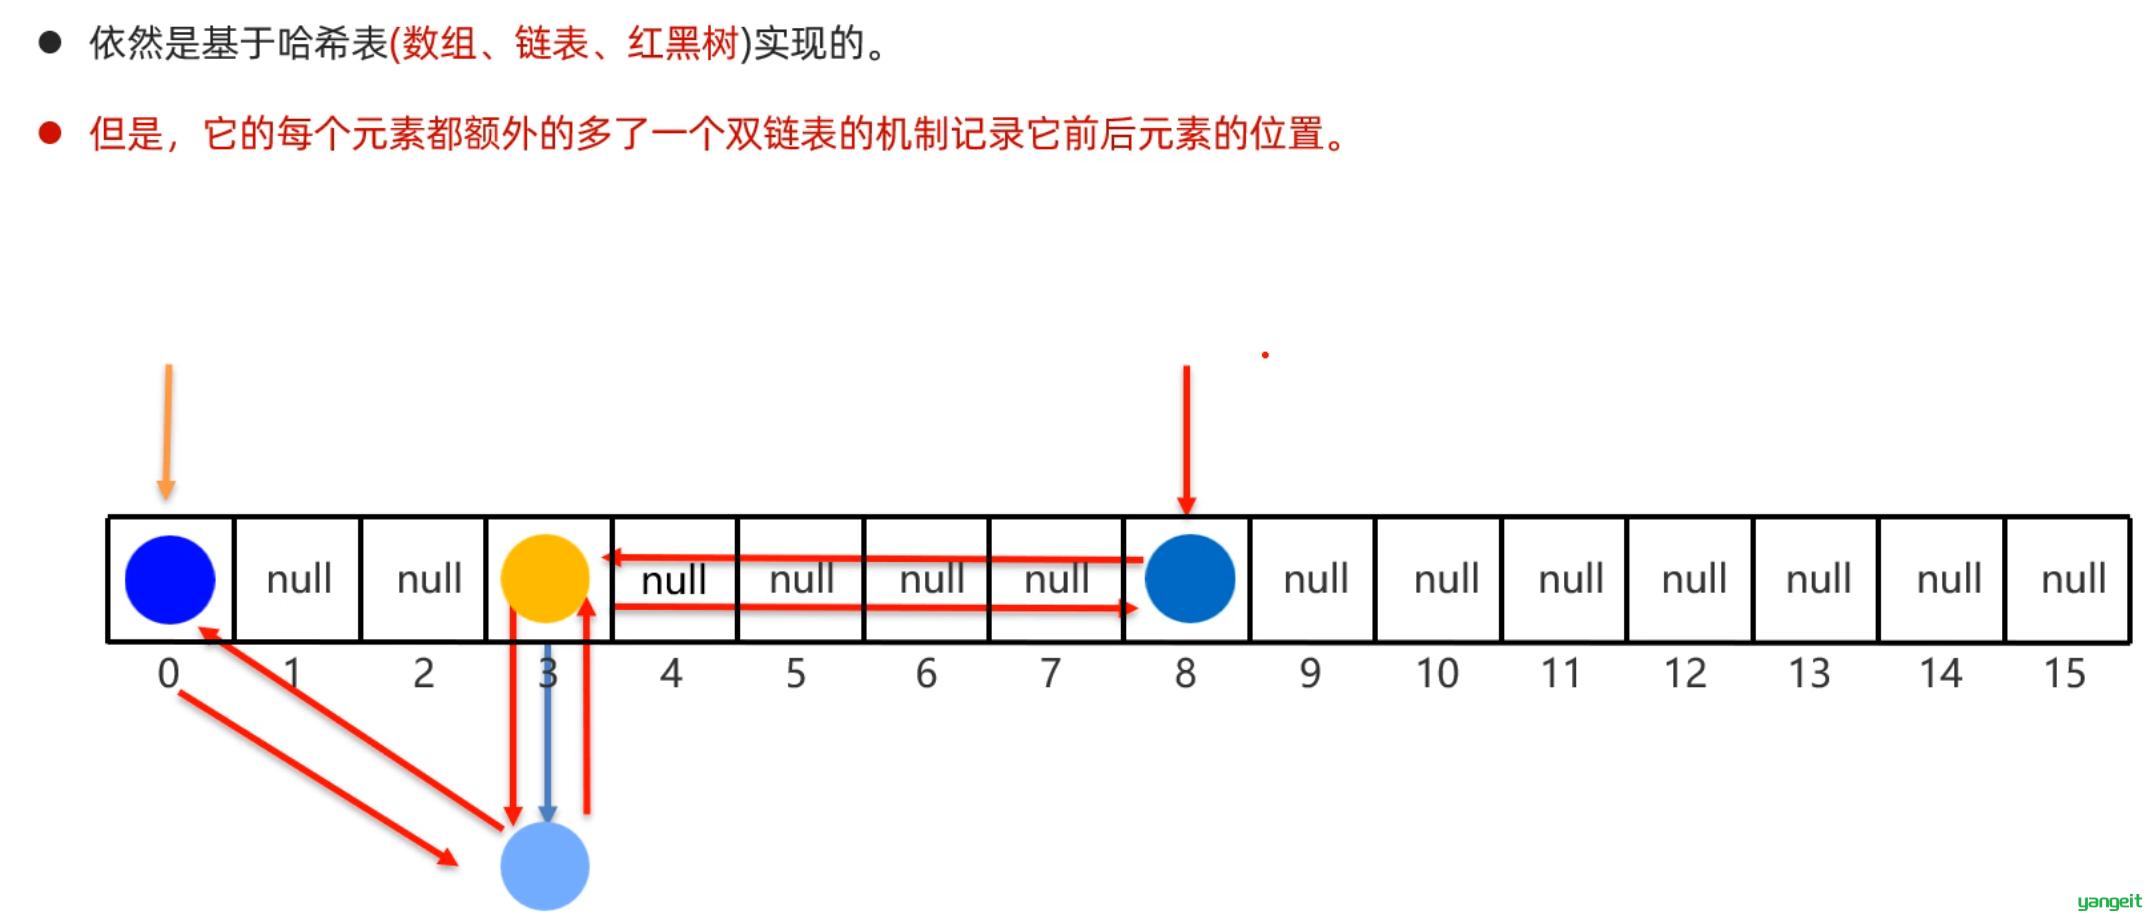 依然是基于哈希表(数组、链表、红黑树)实现的。
但是，它的每个元素都额外的多了一个双链表的机制记录它前后元素的位置。
null null null null null null null null null null null null null
0 1 2 3 4 5 6 7 8 9 10 11 12 13 14 15
yangeit